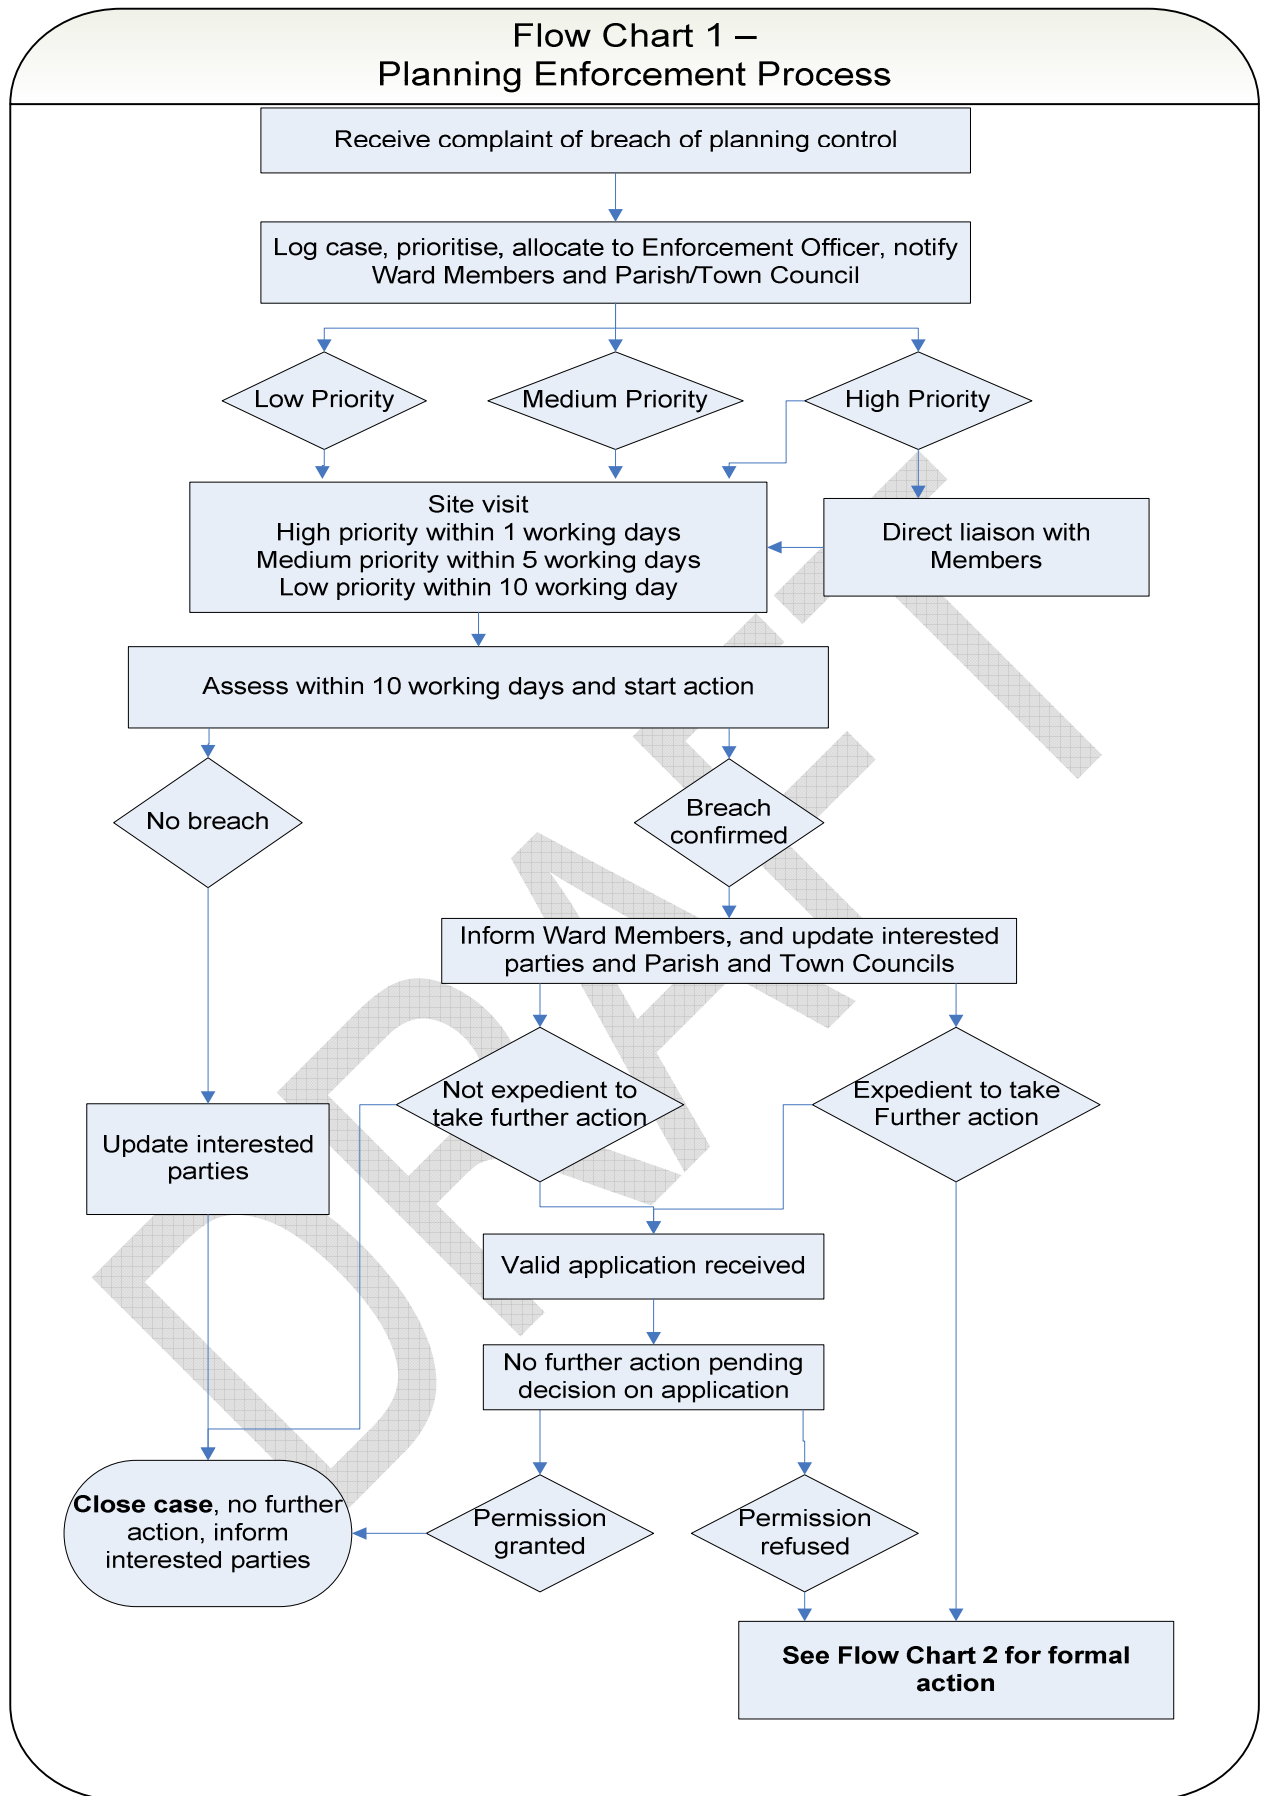 Flow Chart 1 –
Planning Enforcement Process
Receive complaint of breach of planning control
Log case, prioritise, allocate to Enforcement Officer, notify
Ward Members and Parish/Town Council
Low Priority
Medium Priority
High Priority
Site visit
High priority within 1 working days
Medium priority within 5 working days
Low priority within 10 working day
Direct liaison with
Members
Assess within 10 working days and start action
No breach
Breach
confirmed
Inform Ward Members, and update interested
parties and Parish and Town Councils
Not expedient to
take further action
Expedient to take
Further action
Update interested
parties
Valid application received
No further action pending
decision on application
Close case, no further
action, inform
interested parties
Permission
granted
Permission
refused
See Flow Chart 2 for formal
action
DRAFT